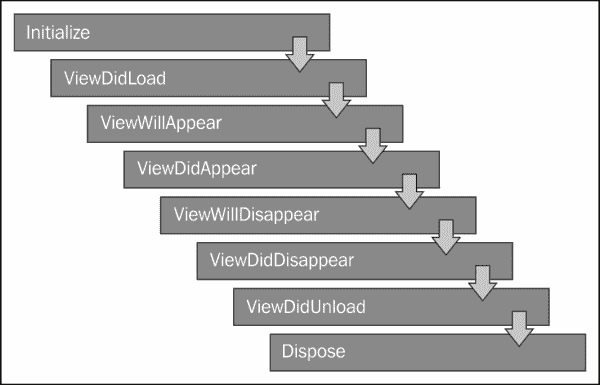 Initialize
ViewDidLoad
ViewWillAppear
ViewDidAppear
ViewWillDisappear
ViewDidDisappear
ViewDidUnload
Dispose